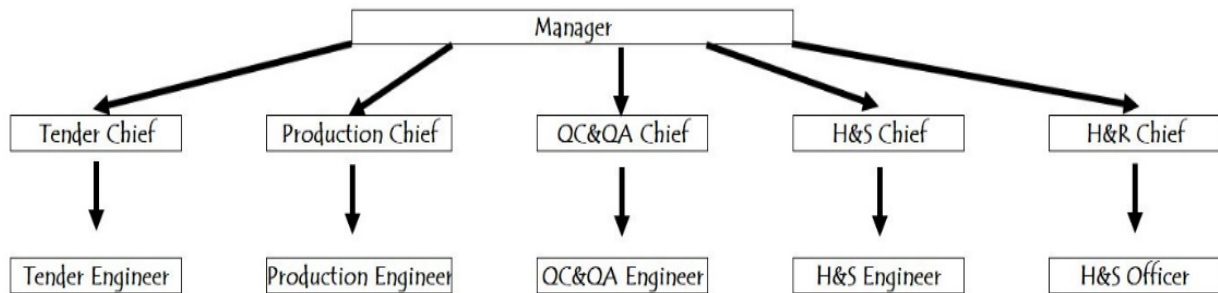 Manager
Tender Chief
Production Chief
QC&QA Chief
H&S Chief
H&R Chief
Tender Engineer
Production Engineer
QC&QA Engineer
H&S Engineer
H&S Officer